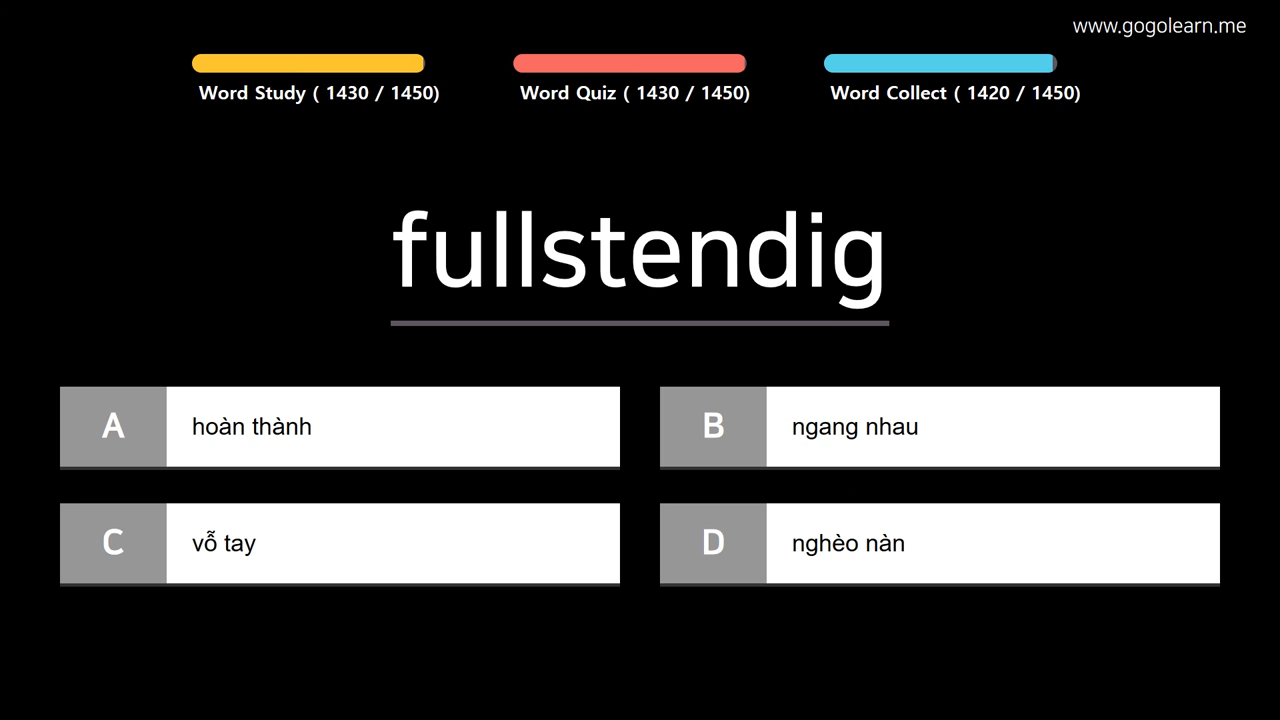 www.gogolearn.me
Word Study ( 1430 / 1450)
Word Quiz ( 1430 / 1450)
Word Collect ( 1420 / 1450)
fullstendig
A hoàn thành
B ngang nhau
C vỗ tay
D nghèo nàn